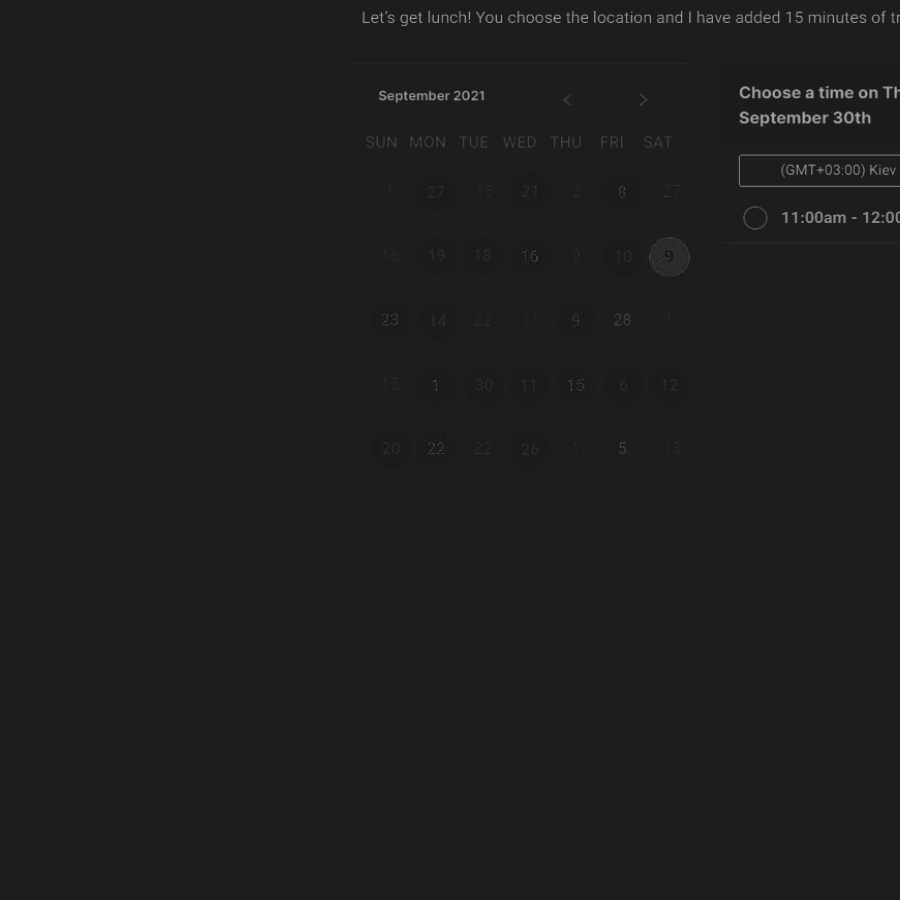 Let's get lunch! You choose the location and I have added 15 minutes of tr
September 2021
SUN MON TUE WED THU FRI SAT
1 27 18 21 2 8 27
16 19 18 16 9 10 9
23 14 22 11 9 28 1
15 1 30 11 15 6 12
20 22 22 26 1 5 13
Choose a time on Th
September 30th
(GMT+03:00) Kiev
11:00am - 12:00